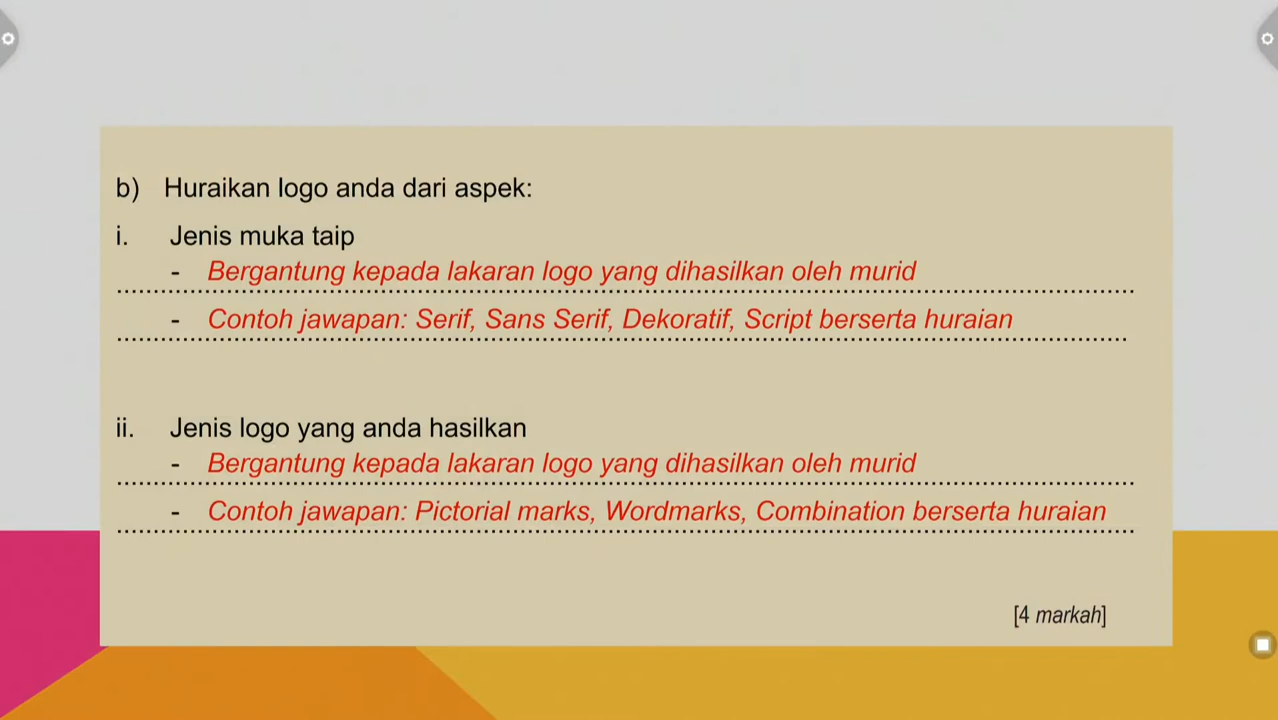 b) Huraikan logo anda dari aspek:
i. Jenis muka taip
- Bergantung kepada lakaran logo yang dihasilkan oleh murid
- Contoh jawapan: Serif, Sans Serif, Dekoratif, Script berserta huraian
ii. Jenis logo yang anda hasilkan
- Bergantung kepada lakaran logo yang dihasilkan oleh murid
- Contoh jawapan: Pictorial marks, Wordmarks, Combination berserta huraian
[4 markah]